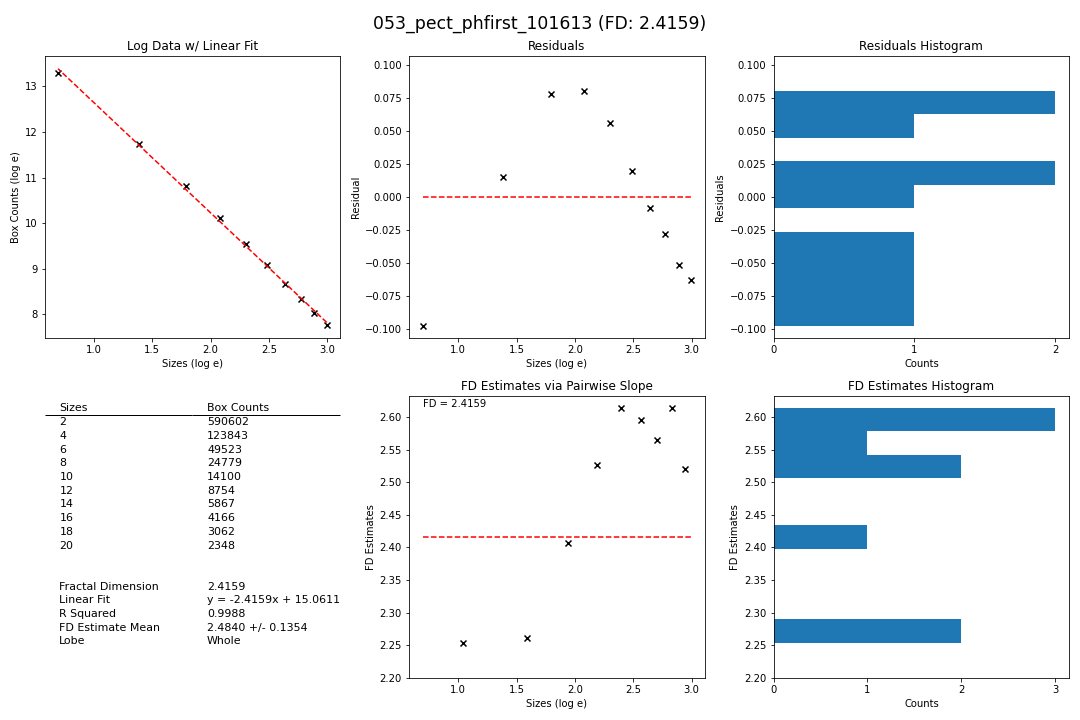 053_pect_phfirst_101613 (FD: 2.4159)
Log Data w/ Linear Fit
Box Counts (log e)
13
12
11
10
9
8
1.0 1.5 2.0 2.5 3.0
Sizes (log e)
Residuals
Residual
0.100
0.075
0.050
0.025
0.000
−0.025
−0.050
−0.075
−0.100
1.0 1.5 2.0 2.5 3.0
Sizes (log e)
Residuals Histogram
Residuals
0.100
0.075
0.050
0.025
0.000
−0.025
−0.050
−0.075
−0.100
0 1 2
Counts
Sizes Box Counts
2 590602
4 123843
6 49523
8 24779
10 14100
12 8754
14 5867
16 4166
18 3062
20 2348
Fractal Dimension 2.4159
Linear Fit y = -2.4159x + 15.0611
R Squared 0.9988
FD Estimate Mean 2.4840 +/- 0.1354
Lobe Whole
FD Estimates via Pairwise Slope
FD = 2.4159
FD Estimates
2.60
2.55
2.50
2.45
2.40
2.35
2.30
2.25
2.20
1.0 1.5 2.0 2.5 3.0
Sizes (log e)
FD Estimates Histogram
FD Estimates
2.60
2.55
2.50
2.45
2.40
2.35
2.30
2.25
2.20
0 1 2 3
Counts